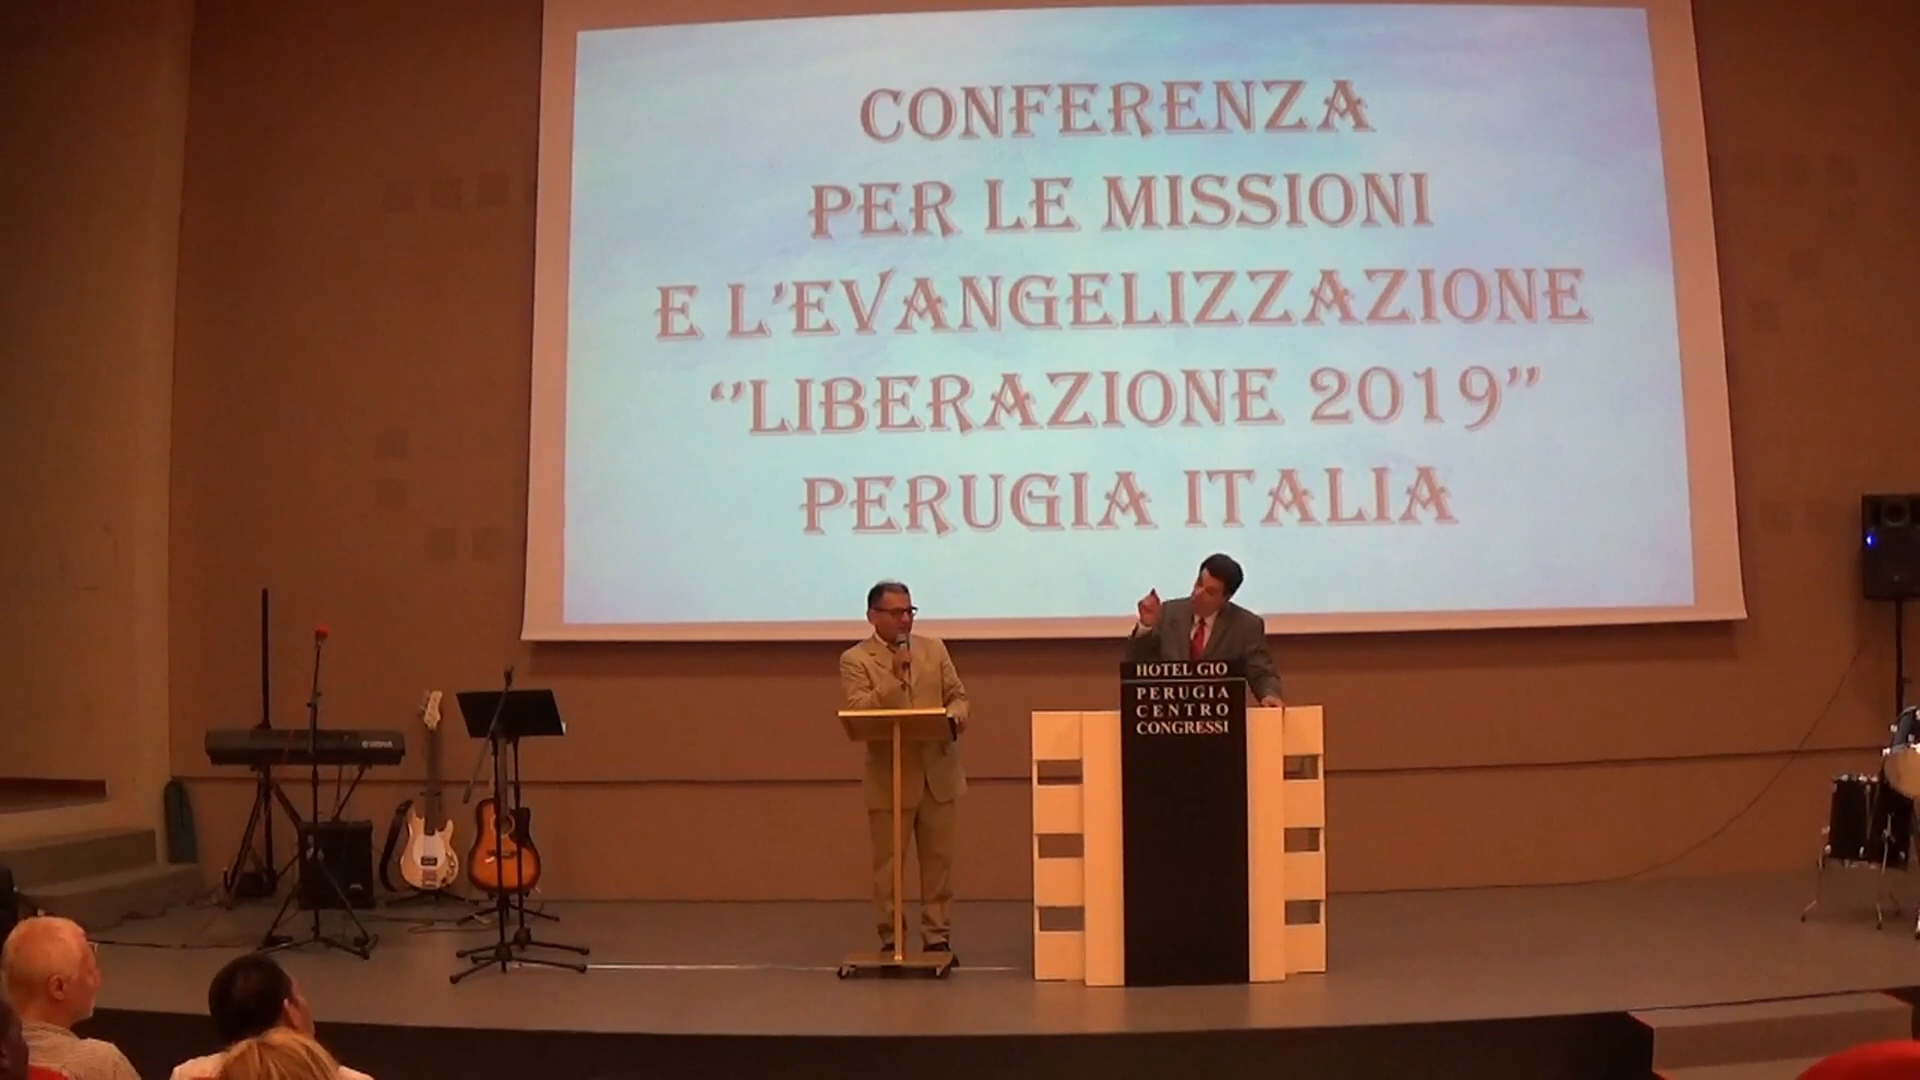 CONFERENZA
PER LE MISSIONI
E L'EVANGELIZZAZIONE
‘’LIBERAZIONE 2019’’
PERUGIA ITALIA
HOTEL GIO
PERUGIA
CENTRO
CONGRESSI